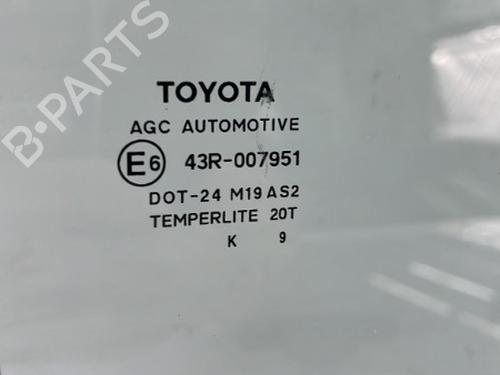 B-PARTS
TOYOTA
AGC AUTOMOTIVE
E6 43R-007951
DOT-24 M19 AS2
TEMPERLITE 20T
K 9